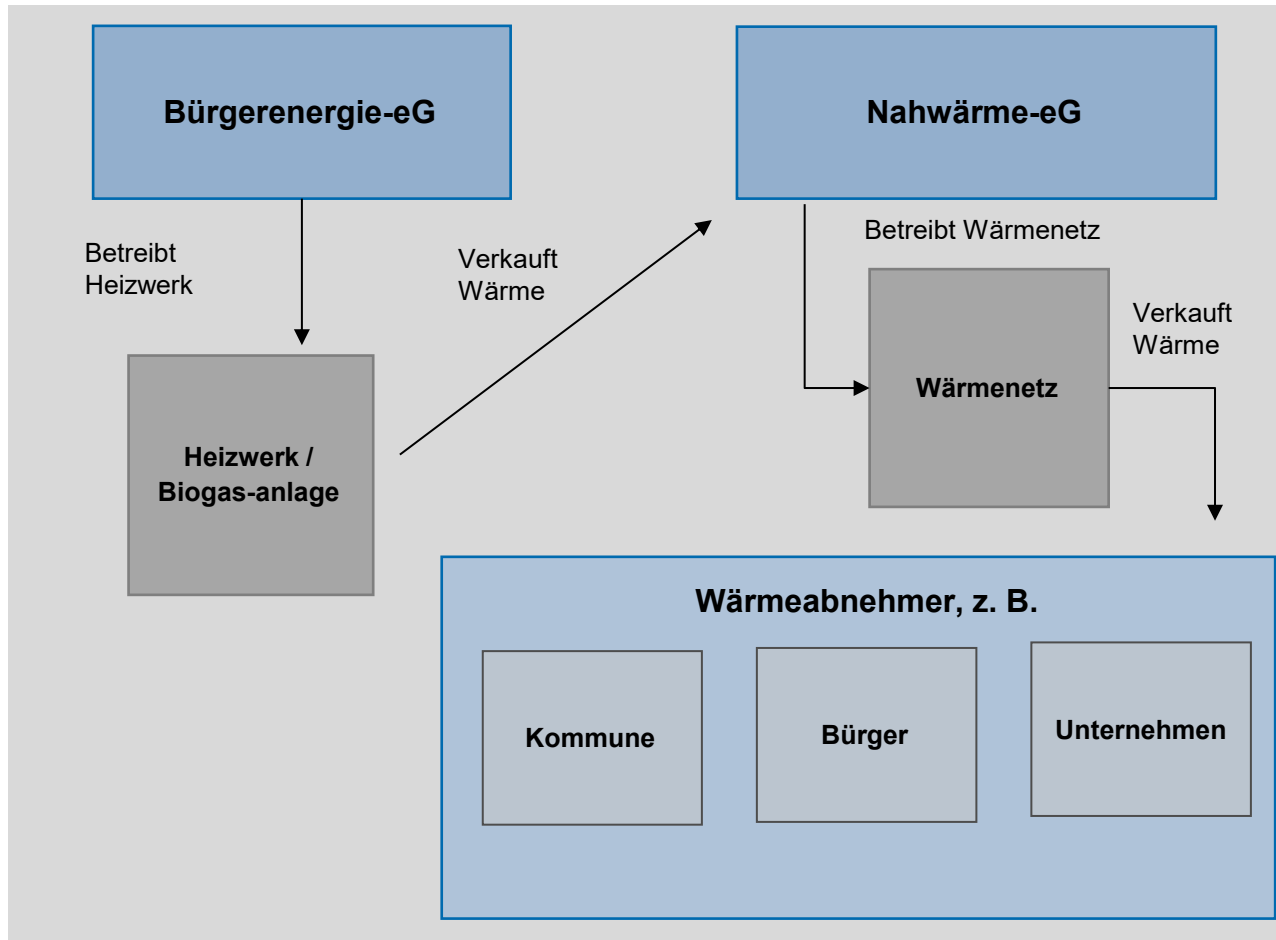 Bürgerenergie-eG
Nahwärme-eG
Betreibt
Heizwerk
Verkauft
Wärme
Betreibt Wärmenetz
Verkauft
Wärme
Heizwerk /
Biogas-anlage
Wärmenetz
Wärmeabnehmer, z. B.
Kommune
Bürger
Unternehmen